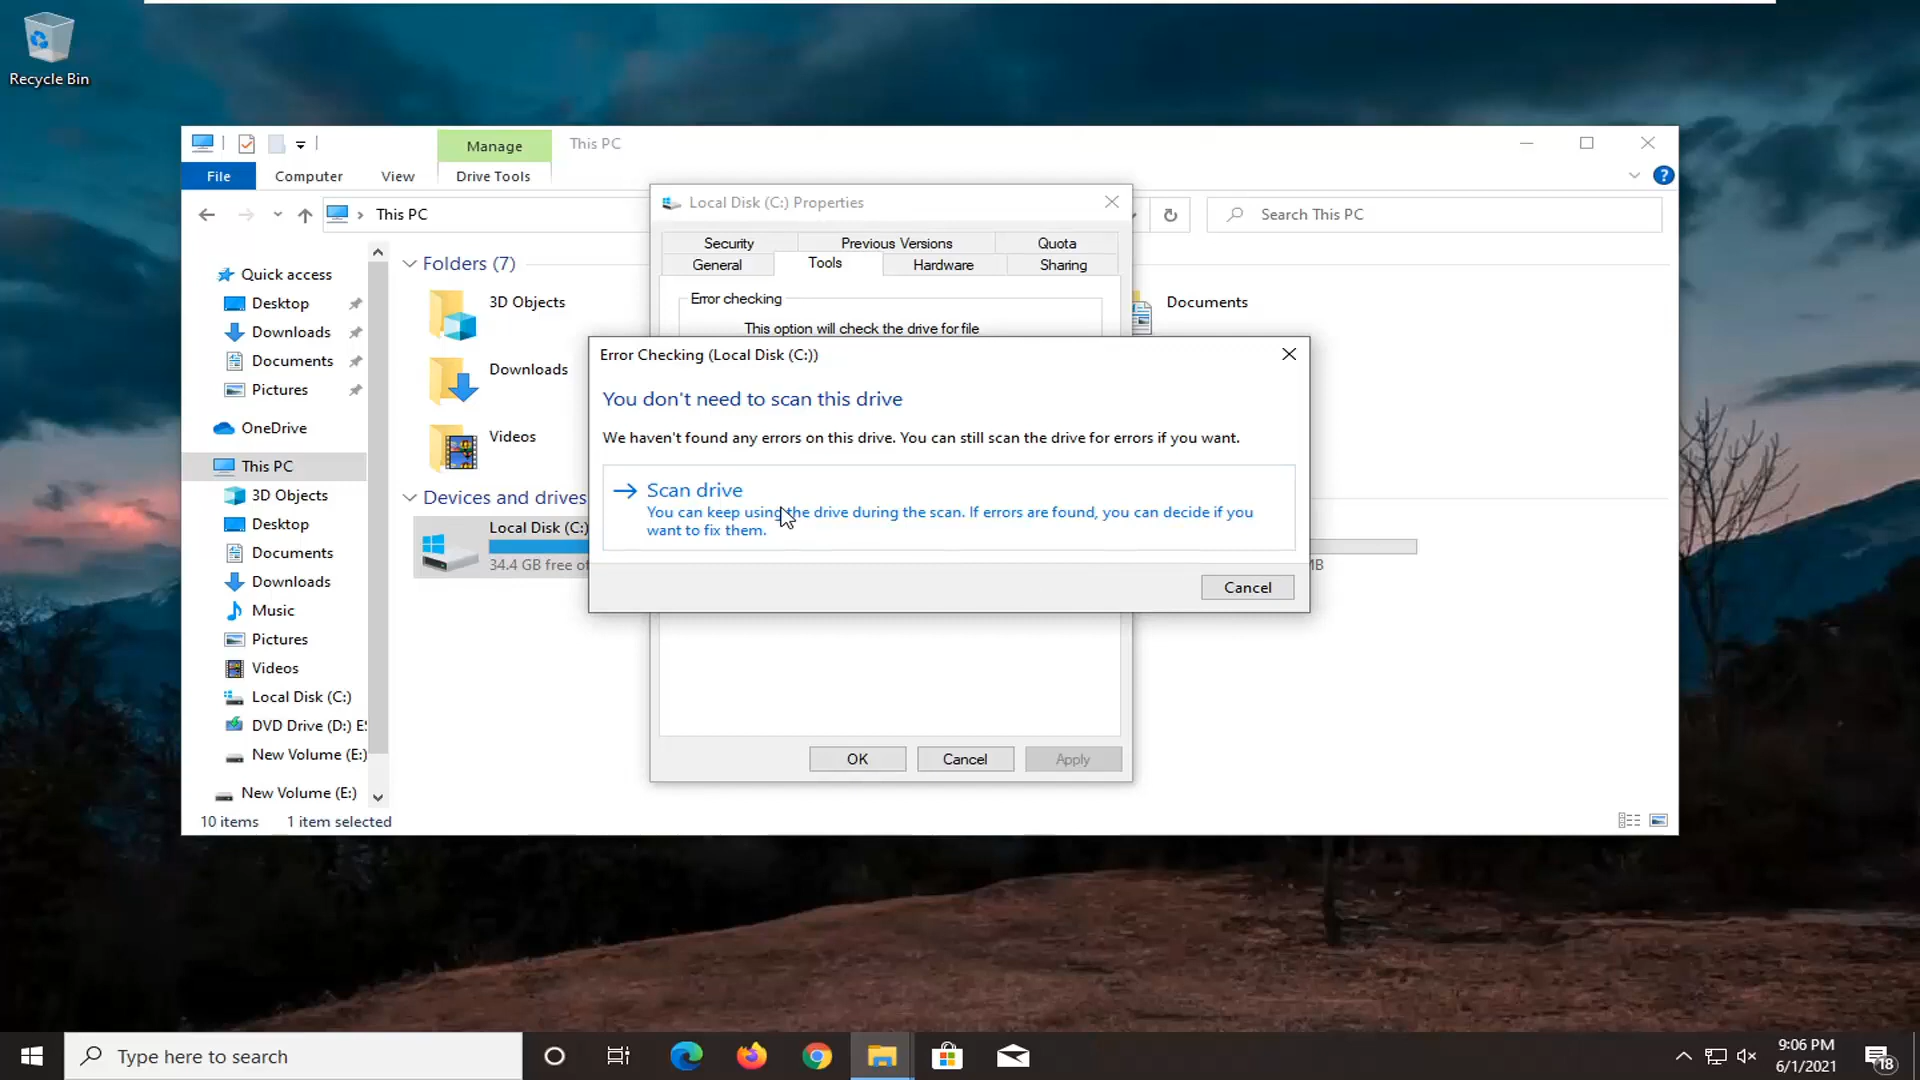 Recycle Bin
Manage
This PC
File
Computer
View
Drive Tools
This PC
Search This PC
Quick access
Desktop
Downloads
Documents
Pictures
OneDrive
This PC
3D Objects
Desktop
Documents
Downloads
Music
Pictures
Videos
Local Disk (C:)
DVD Drive (D:) E
New Volume (E:)
New Volume (E:)
10 items
1 item selected
Folders (7)
3D Objects
Downloads
Videos
Documents
Devices and drives
Local Disk (C:)
34.4 GB free of
MB
Local Disk (C:) Properties
Security
Previous Versions
Quota
General
Tools
Hardware
Sharing
Error checking
This option will check the drive for file
OK
Cancel
Apply
Error Checking (Local Disk (C:))
You don't need to scan this drive
We haven't found any errors on this drive. You can still scan the drive for errors if you want.
Scan drive
You can keep using the drive during the scan. If errors are found, you can decide if you
want to fix them.
Cancel
Type here to search
9:06 PM
6/1/2021
18